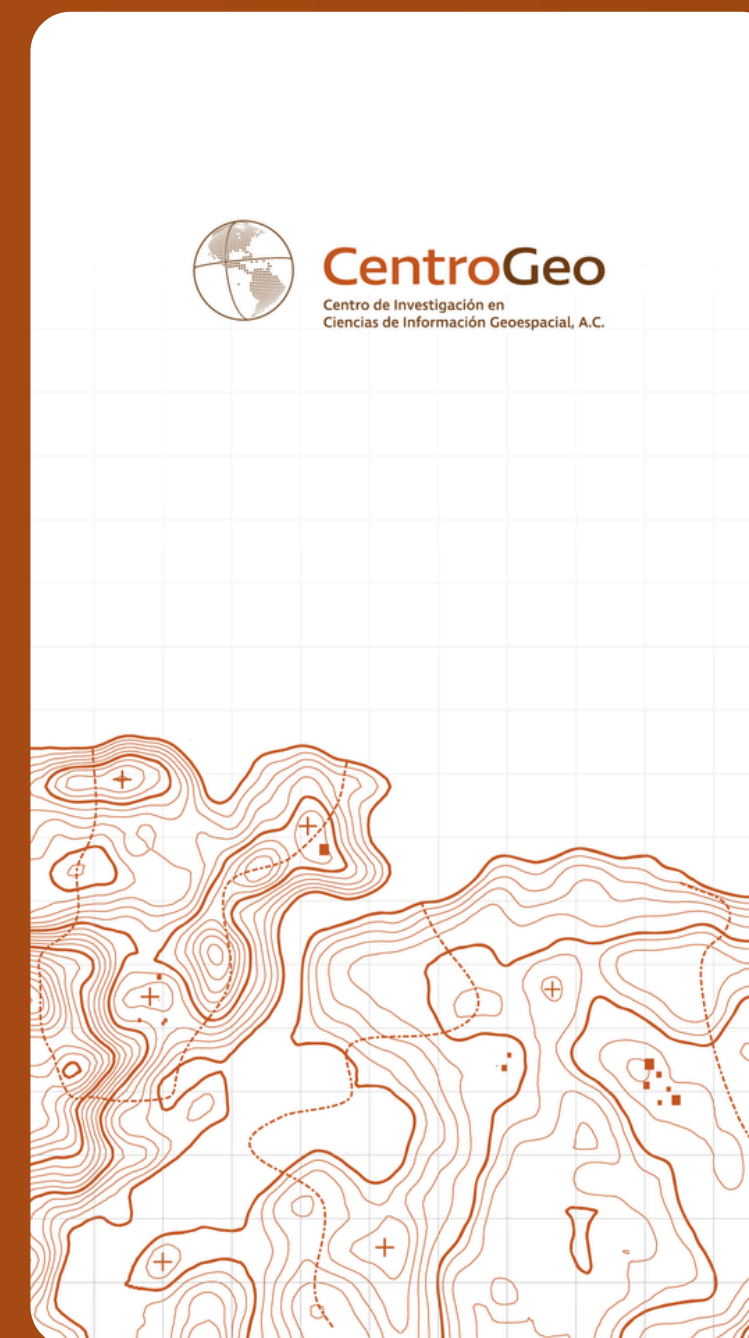 CentroGeo
Centro de Investigación en
Ciencias de Información Geoespacial, A.C.